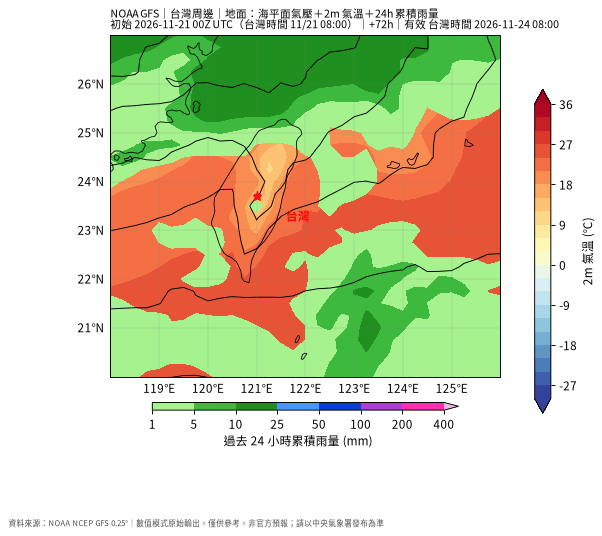 NOAA GFS｜台灣周邊｜地面：海平面氣壓＋2m 氣溫＋24h 累積雨量
初始 2026-11-21 00Z UTC（台灣時間 11/21 08:00）｜+72h｜有效 台灣時間 2026-11-24 08:00
26°N
25°N
24°N
23°N
22°N
21°N
台灣
119°E 120°E 121°E 122°E 123°E 124°E 125°E
36
27
18
9
0
-9
-18
-27
2m 氣溫 (°C)
1 5 10 25 50 100 200 400
過去 24 小時累積雨量 (mm)
資料來源：NOAA NCEP GFS 0.25°｜數值模式原始輸出，僅供參考，非官方預報；請以中央氣象署發布為準